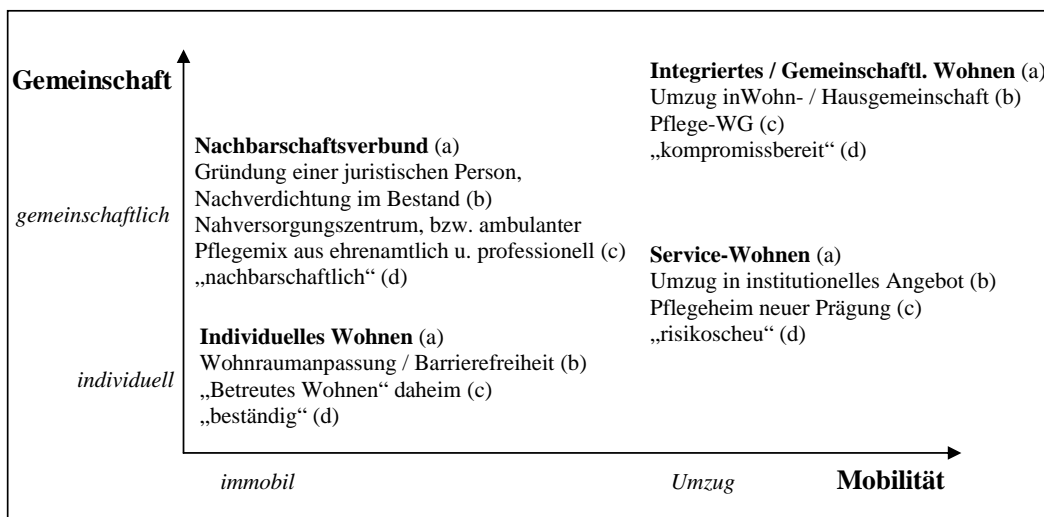 Gemeinschaft
gemeinschaftlich
individuell
Nachbarschaftsverbund (a)
Gründung einer juristischen Person,
Nachverdichtung im Bestand (b)
Nahversorgungszentrum, bzw. ambulanter
Pflegemix aus ehrenamtlich u. professionell (c)
„nachbarschaftlich“ (d)
Individuelles Wohnen (a)
Wohnraumanpassung / Barrierefreiheit (b)
„Betreutes Wohnen“ daheim (c)
„beständig“ (d)
Integriertes / Gemeinschaftl. Wohnen (a)
Umzug inWohn- / Hausgemeinschaft (b)
Pflege-WG (c)
„kompromissbereit“ (d)
Service-Wohnen (a)
Umzug in institutionelles Angebot (b)
Pflegeheim neuer Prägung (c)
„risikoscheu“ (d)
immobil
Umzug
Mobilität